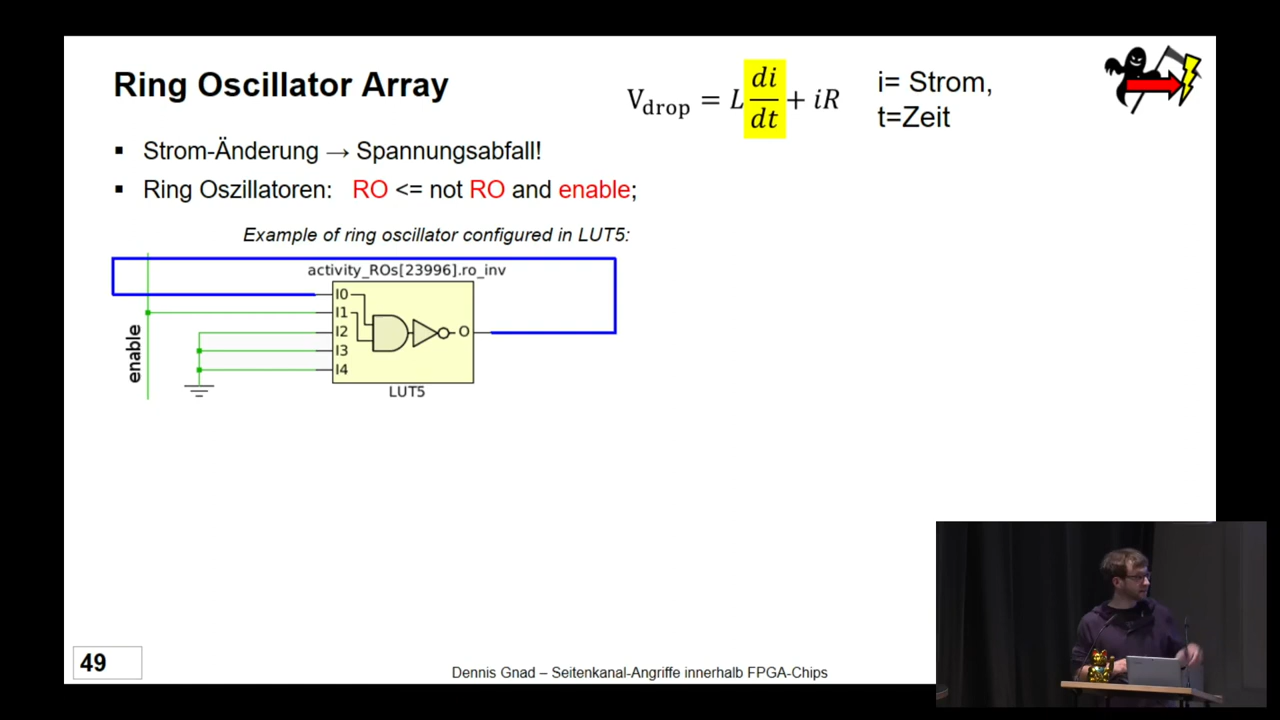 Ring Oscillator Array
V_drop = L di/dt + iR
i= Strom,
t=Zeit
▪ Strom-Änderung → Spannungsabfall!
▪ Ring Oszillatoren: RO <= not RO and enable;
Example of ring oscillator configured in LUT5:
activity_ROs[23996].ro_inv
I0
I1
I2
I3
I4
O
enable
LUT5
49
Dennis Gnad – Seitenkanal-Angriffe innerhalb FPGA-Chips